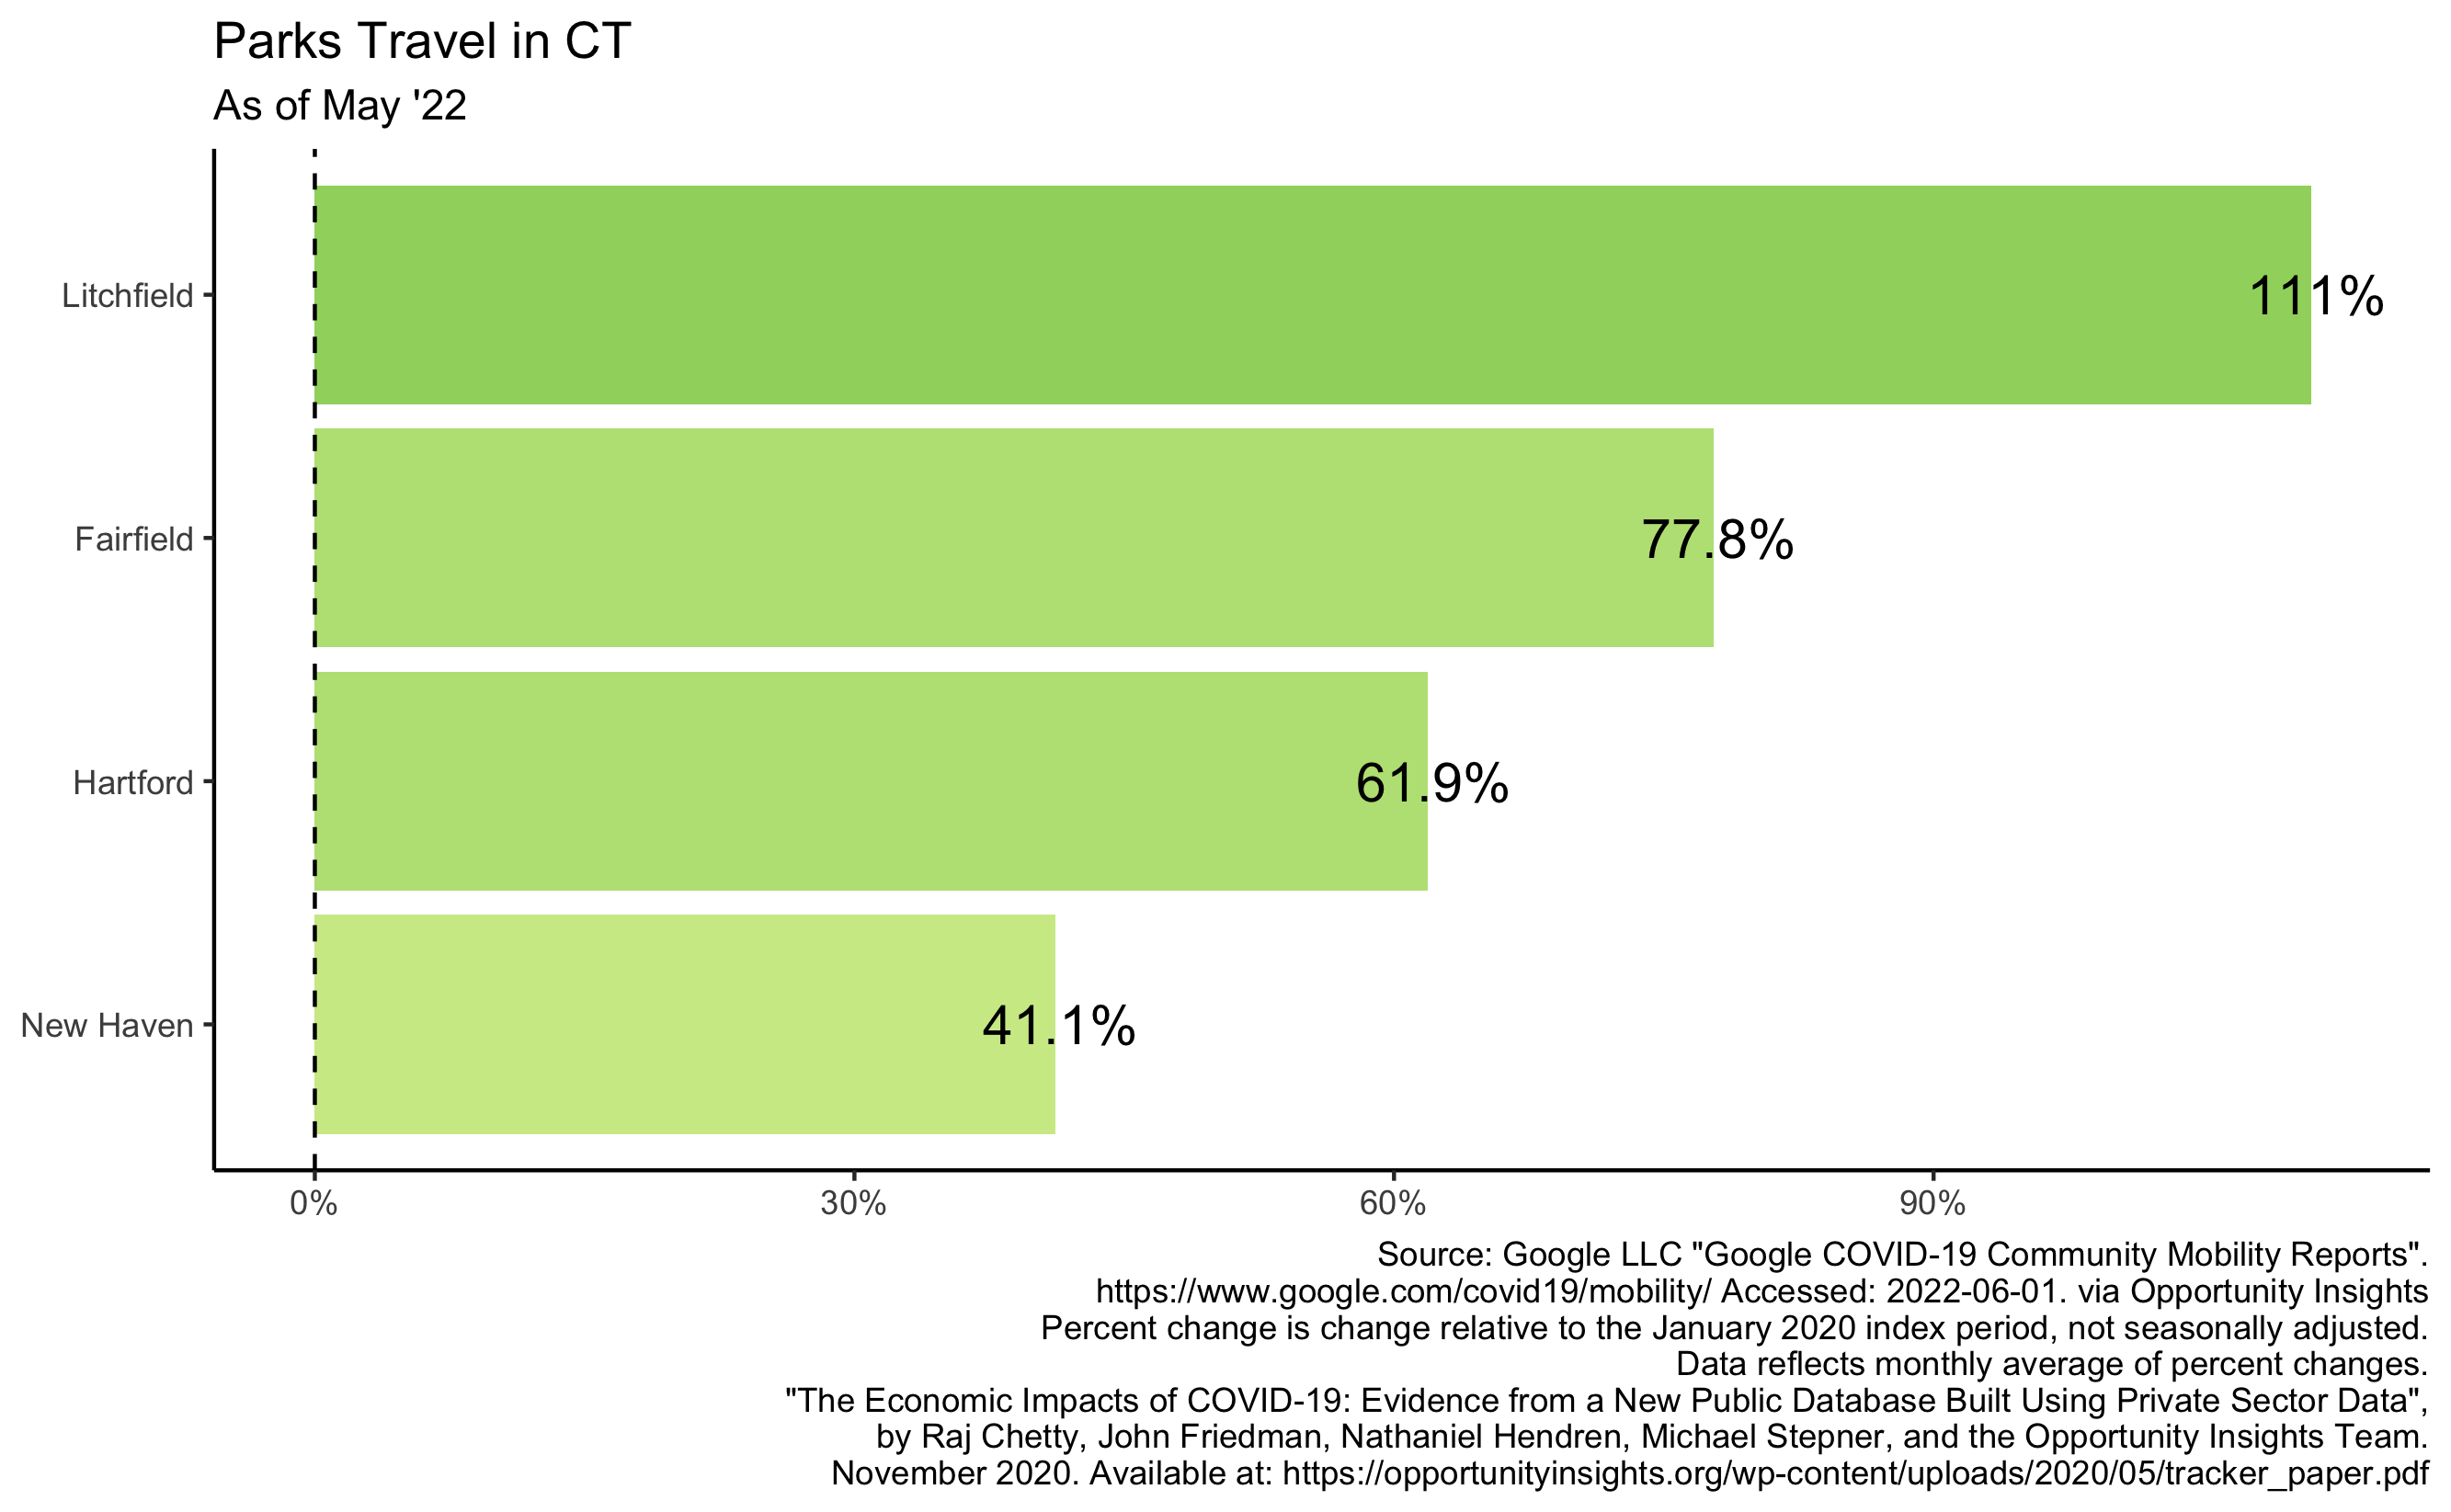 Parks Travel in CT
As of May '22
Litchfield
111%
Fairfield
77.8%
Hartford
61.9%
New Haven
41.1%
0% 30% 60% 90%
Source: Google LLC "Google COVID-19 Community Mobility Reports".
https://www.google.com/covid19/mobility/ Accessed: 2022-06-01. via Opportunity Insights
Percent change is change relative to the January 2020 index period, not seasonally adjusted.
Data reflects monthly average of percent changes.
"The Economic Impacts of COVID-19: Evidence from a New Public Database Built Using Private Sector Data",
by Raj Chetty, John Friedman, Nathaniel Hendren, Michael Stepner, and the Opportunity Insights Team.
November 2020. Available at: https://opportunityinsights.org/wp-content/uploads/2020/05/tracker_paper.pdf